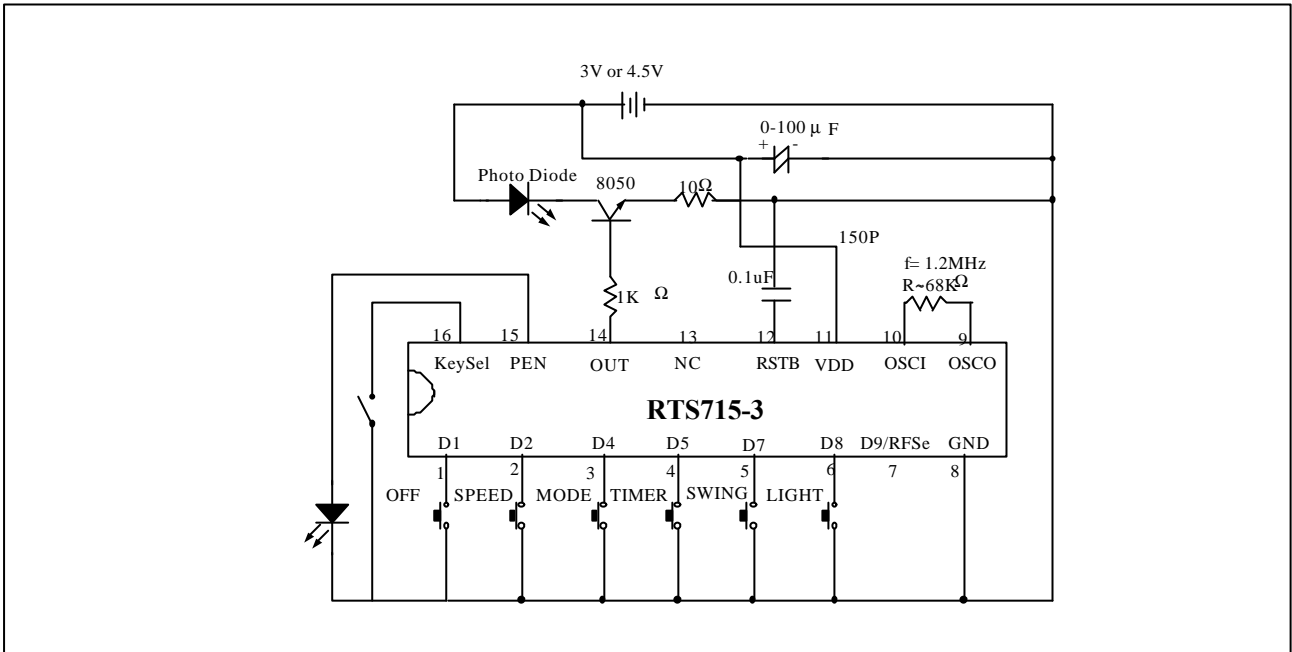 3V or 4.5V
0-100 μ F
+ -
Photo Diode
8050
10Ω
150P
0.1uF
f= 1.2MHz
R~68KΩ
1K Ω
16 15 14 13 12 11 10 9
KeySel PEN OUT NC RSTB VDD OSCI OSCO
RTS715-3
D1 D2 D4 D5 D7 D8 D9/RFSe GND
1 2 3 4 5 6 7 8
OFF SPEED MODE TIMER SWING LIGHT